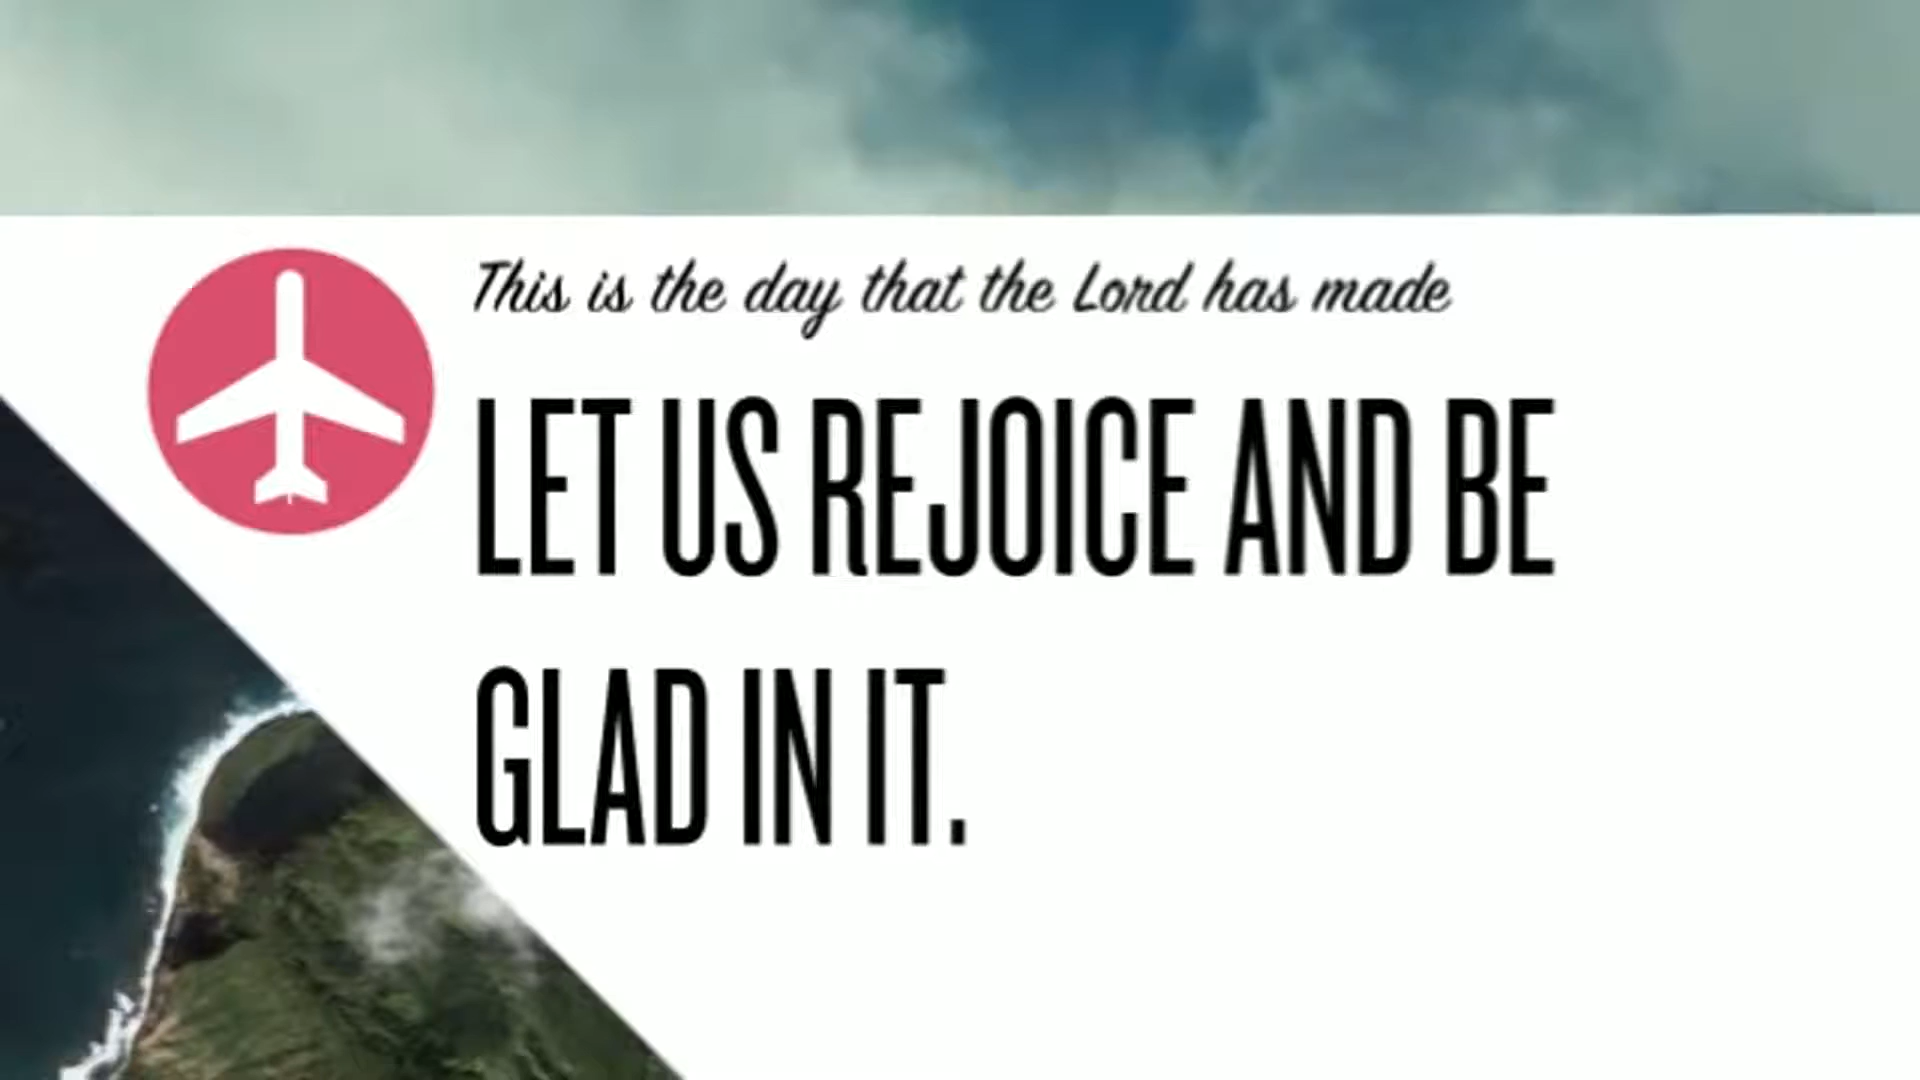 This is the day that the Lord has made
LET US REJOICE AND BE
GLAD IN IT.